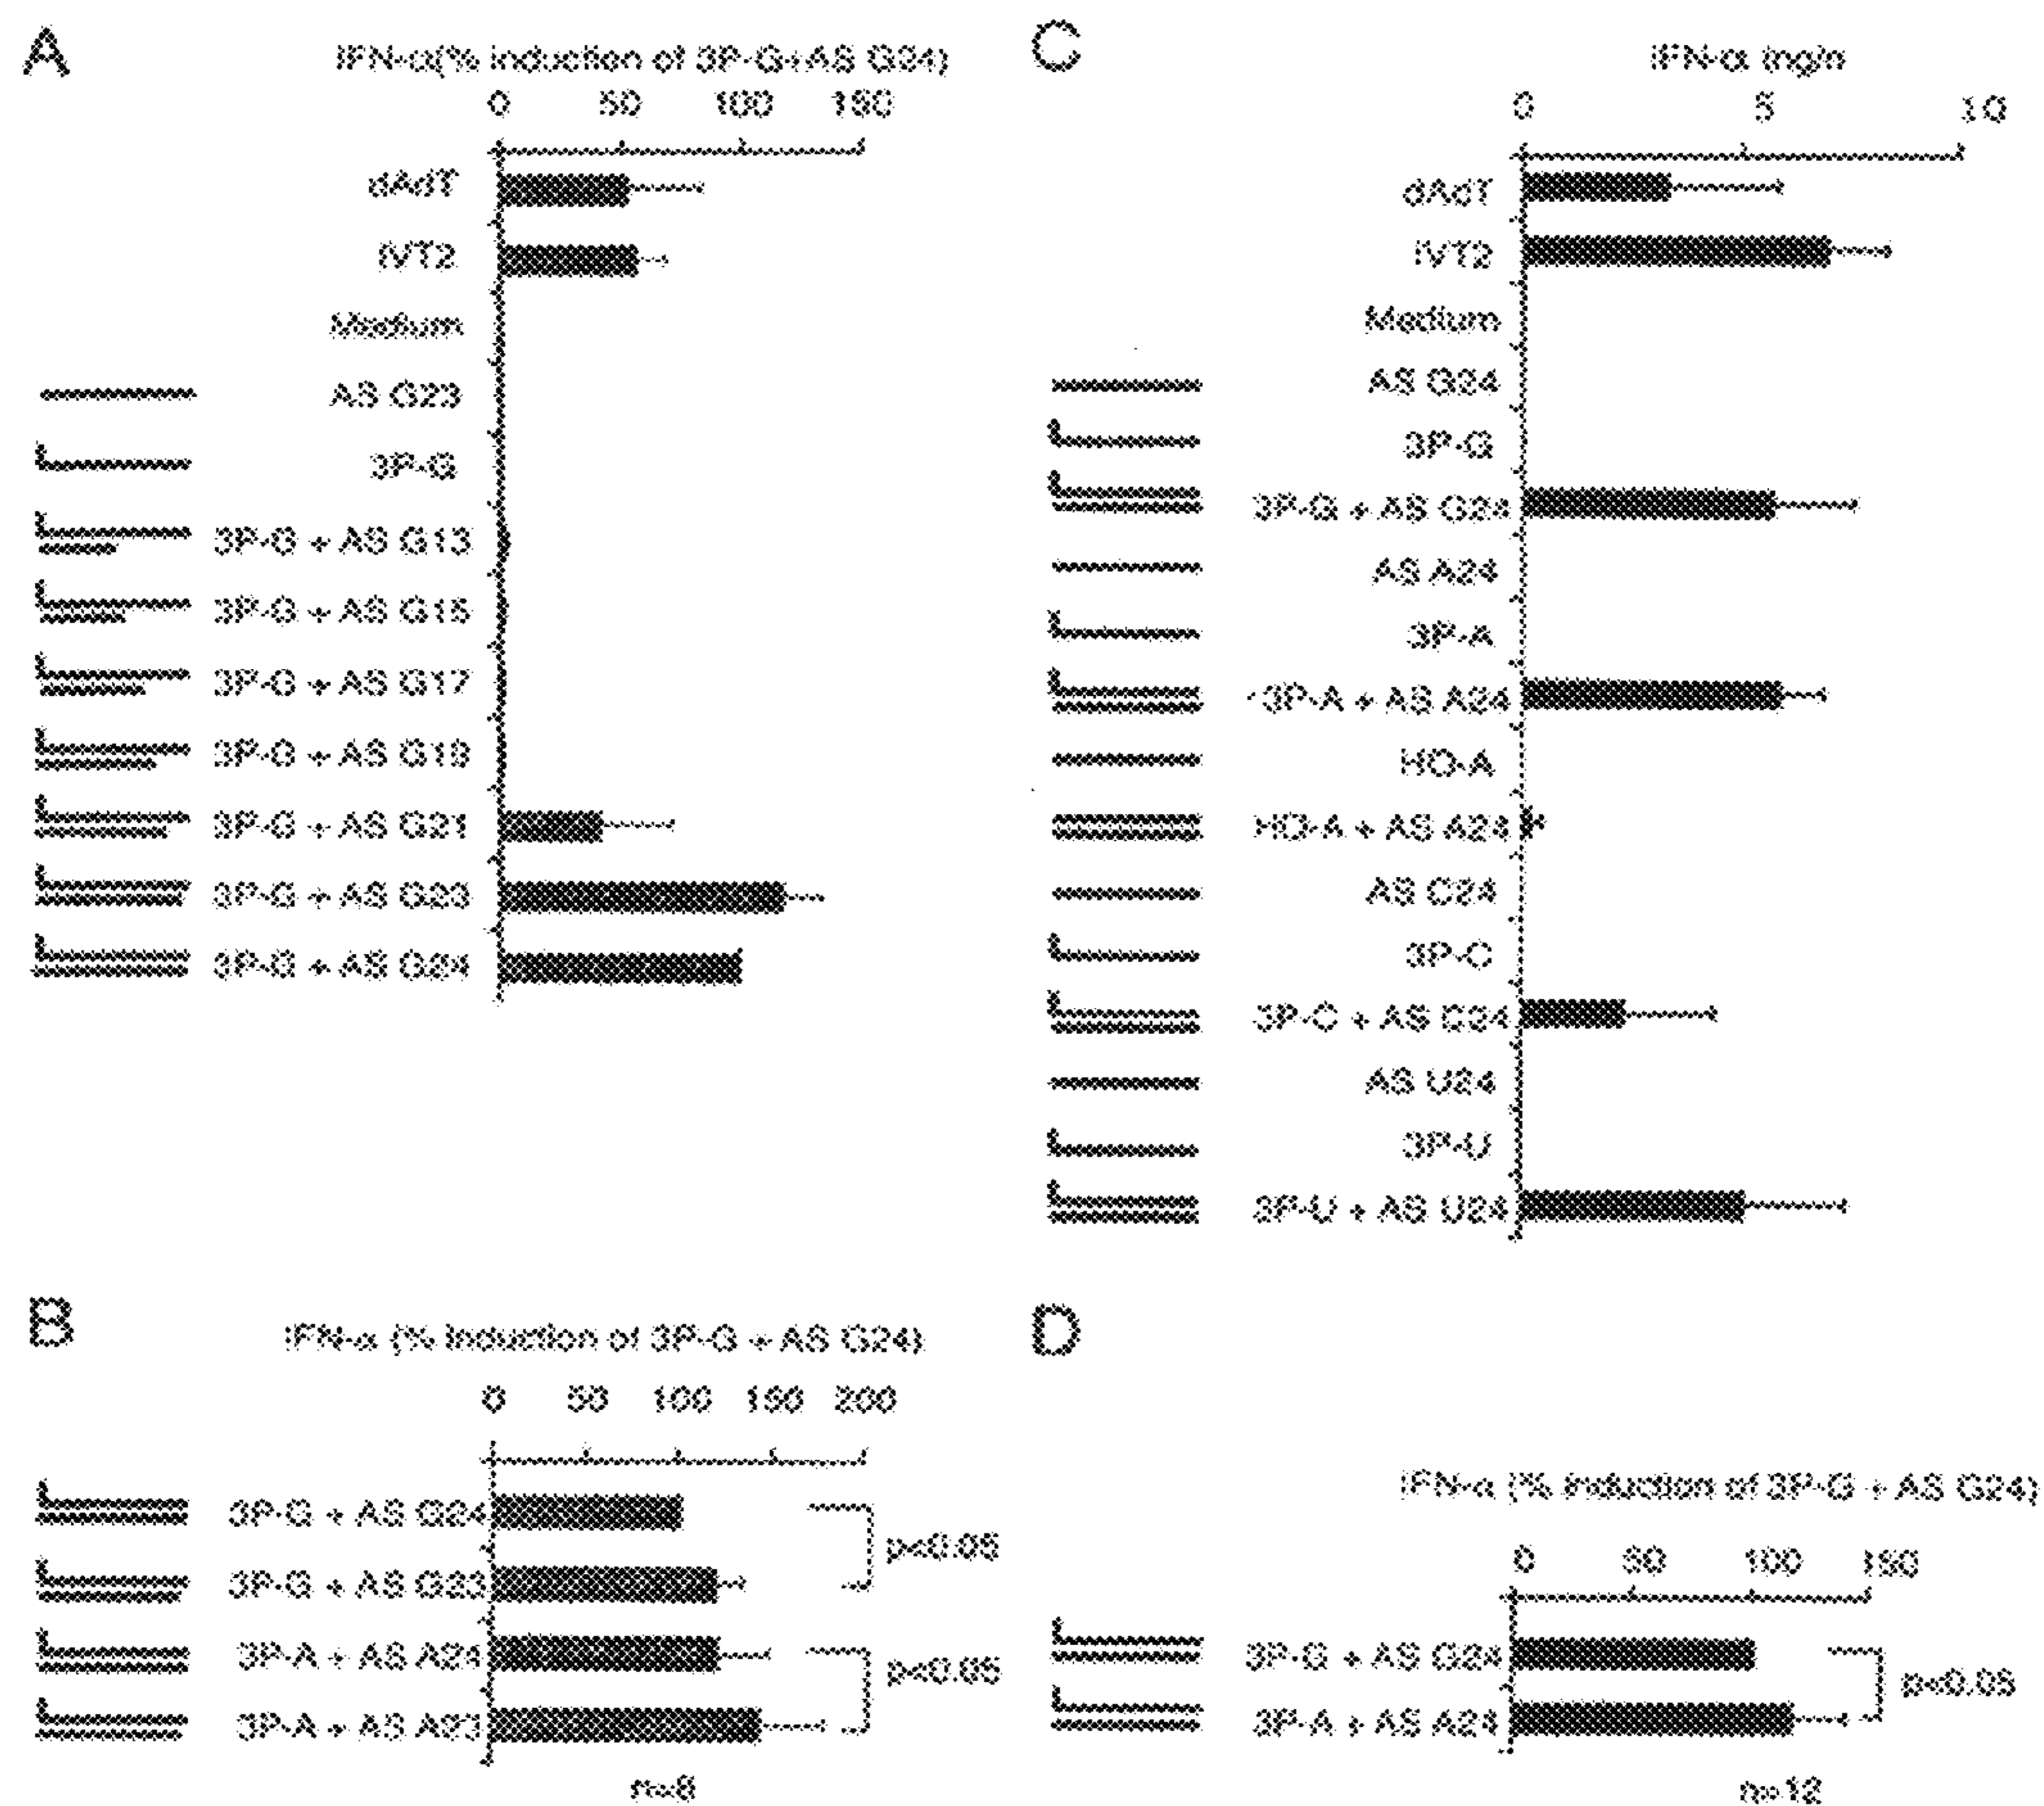 A
IFN-α(% induction of 3P-G+AS G24)
0 50 100 150
dAdT
IVT2
Medium
AS G23
3P-G
3P-G + AS G13
3P-G + AS G15
3P-G + AS G17
3P-G + AS G19
3P-G + AS G21
3P-G + AS G23
3P-G + AS G24
B
IFN-α (% Induction of 3P-G + AS G24)
0 50 100 150 200
3P-G + AS G24
3P-G + AS G23
3P-A + AS A24
3P-A + AS A23
p<0.05
p<0.05
n=8
C
IFN-α
0 5 10
dAdT
IVT2
Medium
AS G24
3P-G
3P-G + AS G24
AS A24
3P-A
3P-A + AS A24
HO-A
HO-A + AS A24
AS C24
3P-C
3P-C + AS C24
AS U24
3P-U
3P-U + AS U24
D
IFN-α (% induction of 3P-G + AS G24)
0 50 100 150
3P-G + AS G24
3P-A + AS A24
p<0.05
n=12